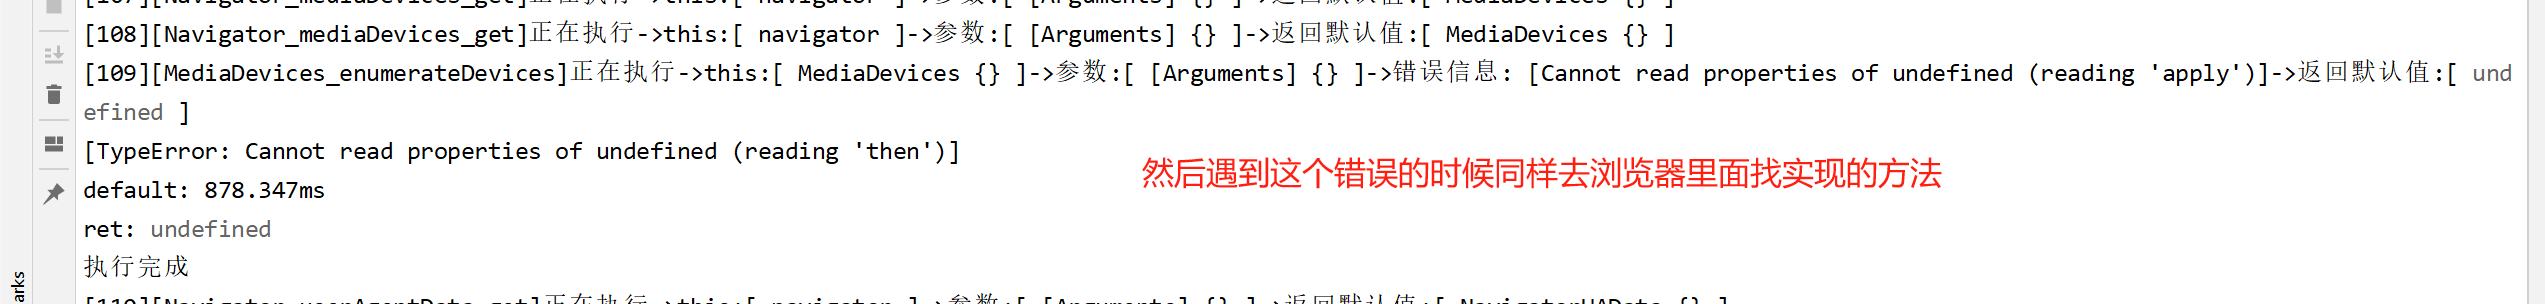 [107][Navigator_mediaDevices_get]正在执行->this:[ navigator ]->参数:[ [Arguments] {} ]->返回默认值:[ MediaDevices {} ]
[108][Navigator_mediaDevices_get]正在执行->this:[ navigator ]->参数:[ [Arguments] {} ]->返回默认值:[ MediaDevices {} ]
[109][MediaDevices_enumerateDevices]正在执行->this:[ MediaDevices {} ]->参数:[ [Arguments] {} ]->错误信息: [Cannot read properties of undefined (reading 'apply')]->返回默认值:[ und
efined ]
[TypeError: Cannot read properties of undefined (reading 'then')]
然后遇到这个错误的时候同样去浏览器里面找实现的方法
default: 878.347ms
ret: undefined
执行完成
arks
[110][Navigator_userAgentData_get]正在执行->this:[ navigator ]->参数:[ [Arguments] {} ]->返回默认值:[ NavigatorUAData {} ]